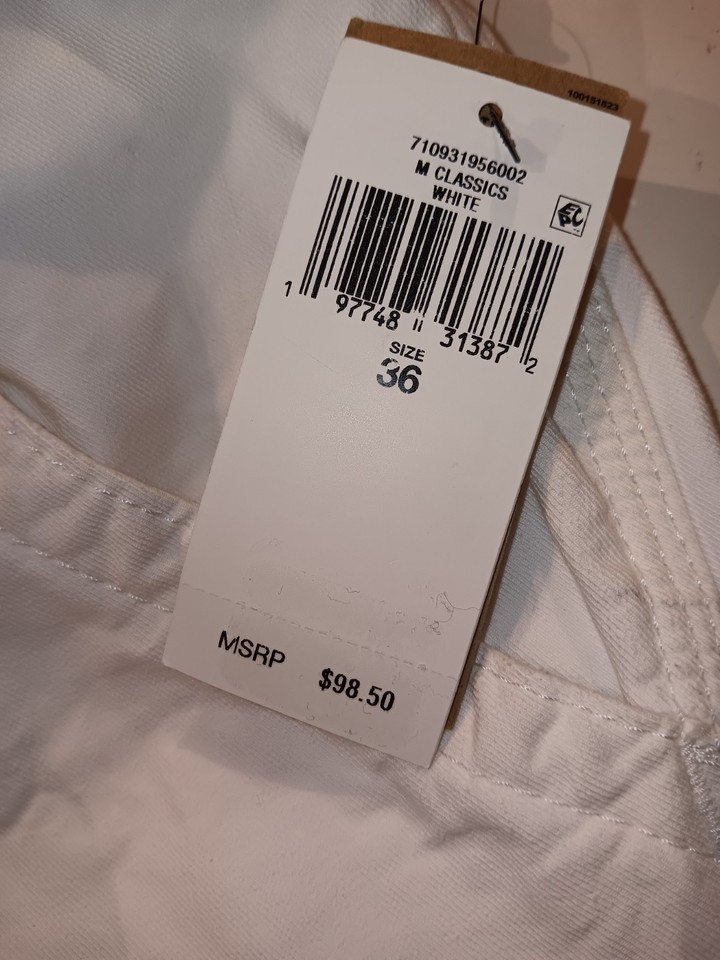 100151823
710931956002
M CLASSICS
WHITE
1 97748 31387 2
SIZE
36
MSRP $98.50